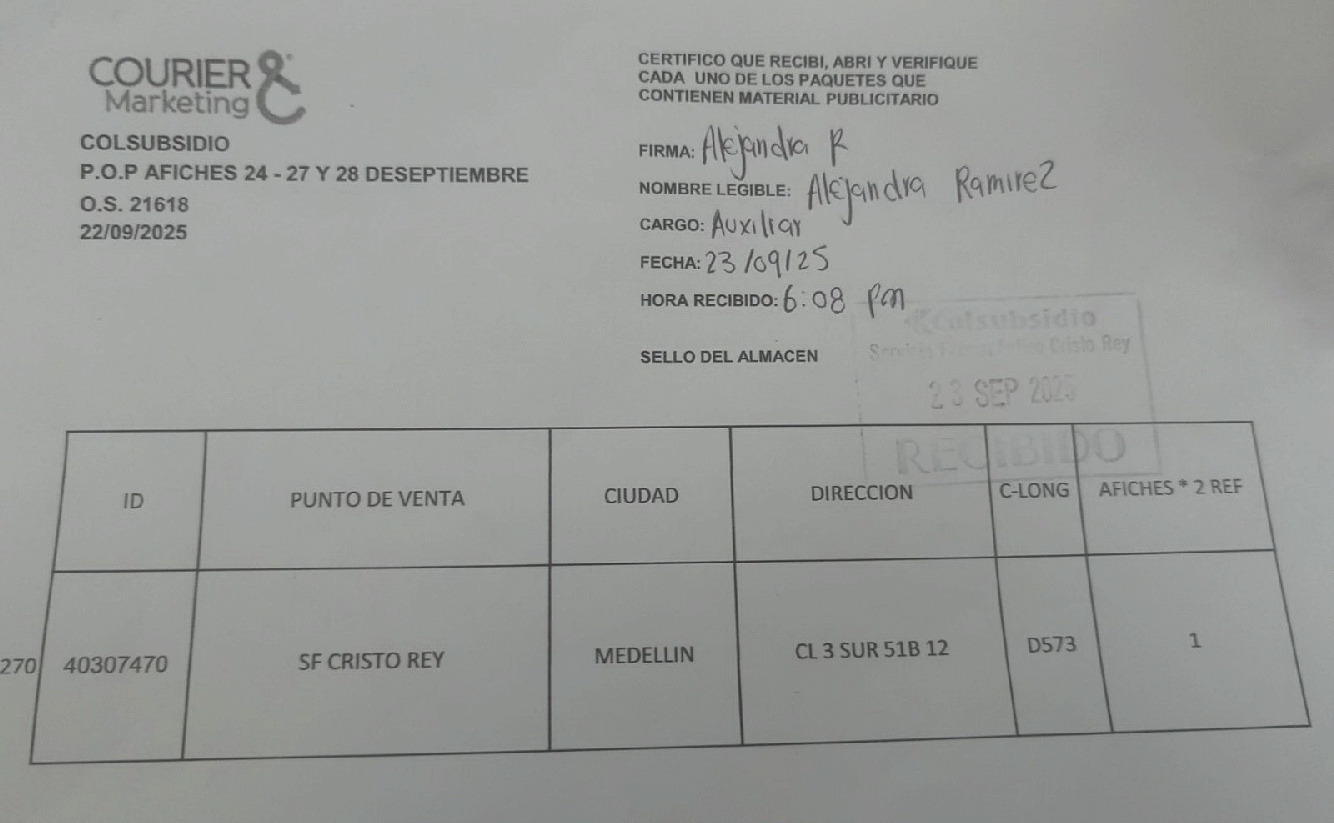 COURIER &
Marketing
COLSUBSIDIO
P.O.P AFICHES 24 - 27 Y 28 DESEPTIEMBRE
O.S. 21618
22/09/2025
CERTIFICO QUE RECIBI, ABRI Y VERIFIQUE
CADA UNO DE LOS PAQUETES QUE
CONTIENEN MATERIAL PUBLICITARIO
FIRMA: Alejandra R
NOMBRE LEGIBLE: Alejandra Ramirez
CARGO: Auxiliar
FECHA: 23/09/25
HORA RECIBIDO: 6:08 pm
SELLO DEL ALMACEN
Colsubsidio
Cristo Rey
23 SEP 2025
RECIBIDO
ID PUNTO DE VENTA CIUDAD DIRECCION C-LONG AFICHES * 2 REF
270 40307470 SF CRISTO REY MEDELLIN CL 3 SUR 51B 12 D573 1